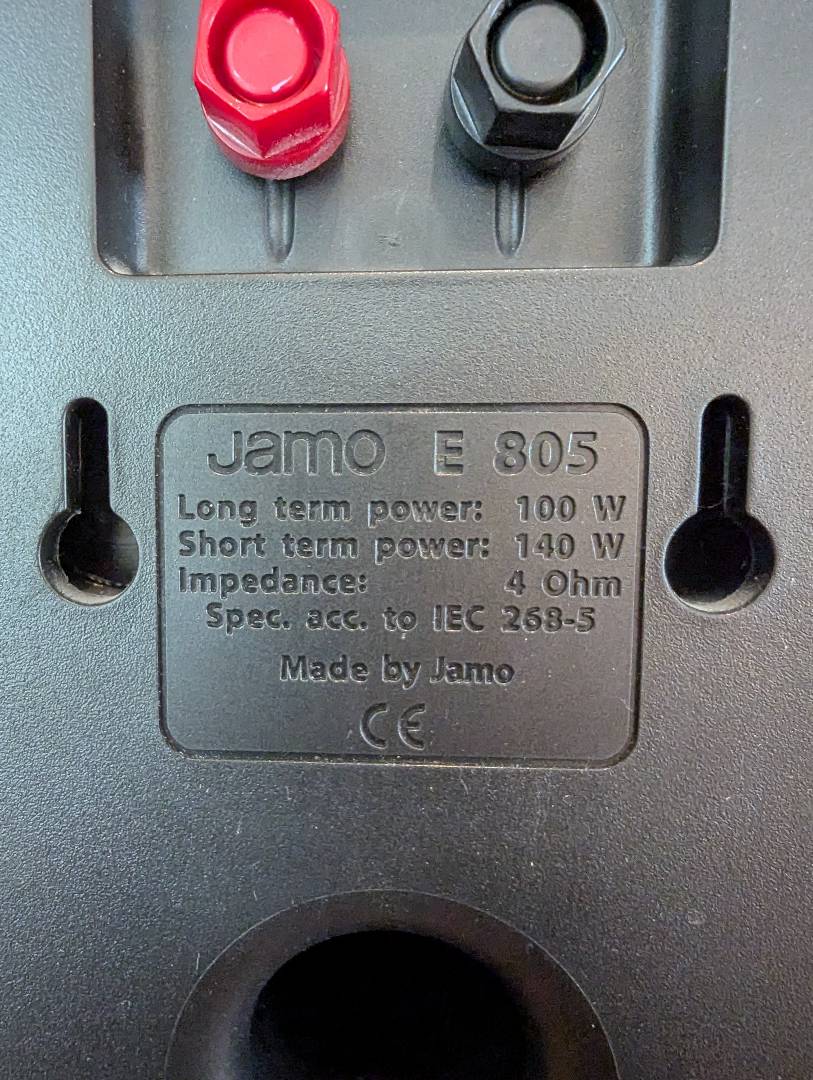 Jamo E 805
Long term power: 100 W
Short term power: 140 W
Impedance: 4 Ohm
Spec. acc. to IEC 268-5
Made by Jamo
CE